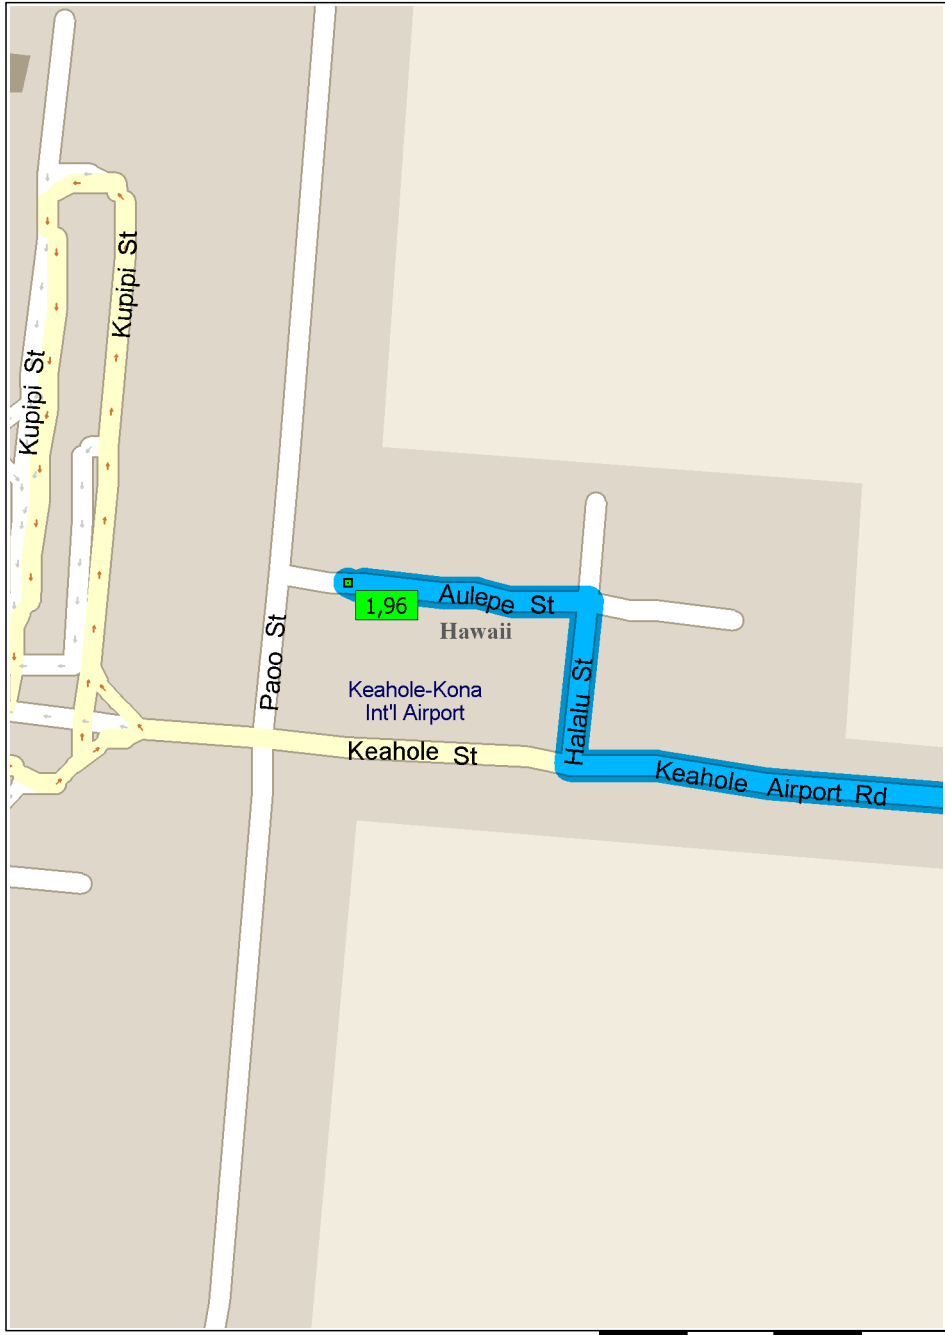 Kupipi St
Kupipi St
Paoo St
1,96
Aulepe St
Hawaii
Keahole-Kona
Int'l Airport
Halalu St
Keahole St
Keahole Airport Rd